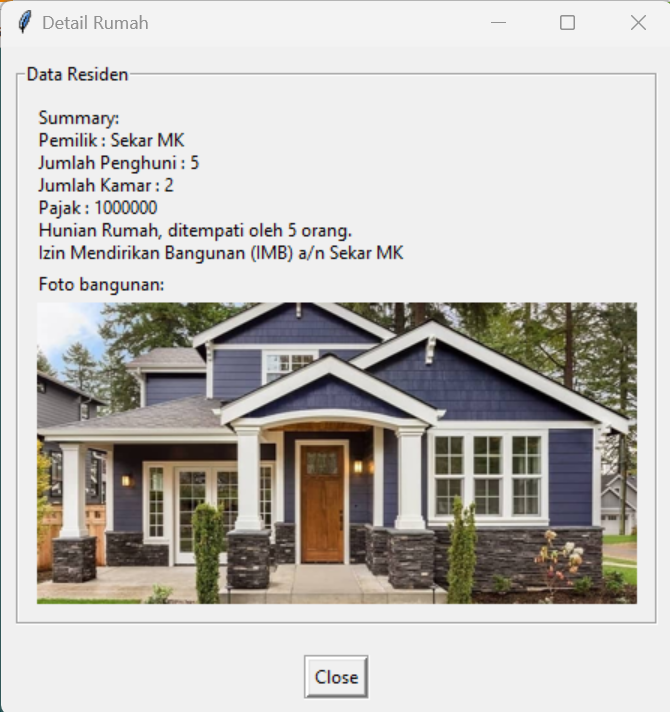 Detail Rumah
Data Residen
Summary:
Pemilik : Sekar MK
Jumlah Penghuni : 5
Jumlah Kamar : 2
Pajak : 1000000
Hunian Rumah, ditempati oleh 5 orang.
Izin Mendirikan Bangunan (IMB) a/n Sekar MK
Foto bangunan:
Close